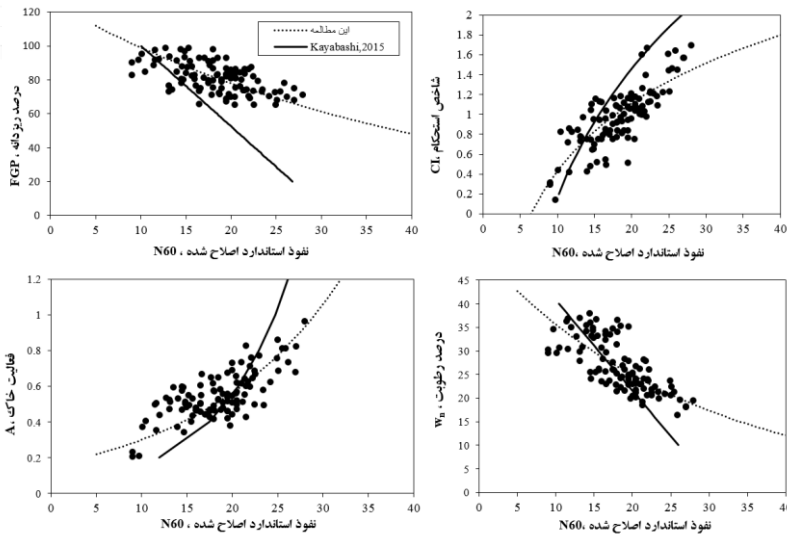 120
100
80
60
40
20
0
درصد ریزدانه ، FGP
این مطالعه
Kayabashi,2015
0 5 10 15 20 25 30 35 40
نفوذ استاندارد اصلاح شده ، N60
2
1.8
1.6
1.4
1.2
1
0.8
0.6
0.4
0.2
0
شاخص استحکام ،CI
0 5 10 15 20 25 30 35 40
نفوذ استاندارد اصلاح شده ،N60
1.2
1
0.8
0.6
0.4
0.2
0
فعالیت خاک ،A
0 5 10 15 20 25 30 35 40
نفوذ استاندارد اصلاح شده ، N60
45
40
35
30
25
20
15
10
5
0
درصد رطوبت ، wn
0 5 10 15 20 25 30 35 40
نفوذ استاندارد اصلاح شده ،N60